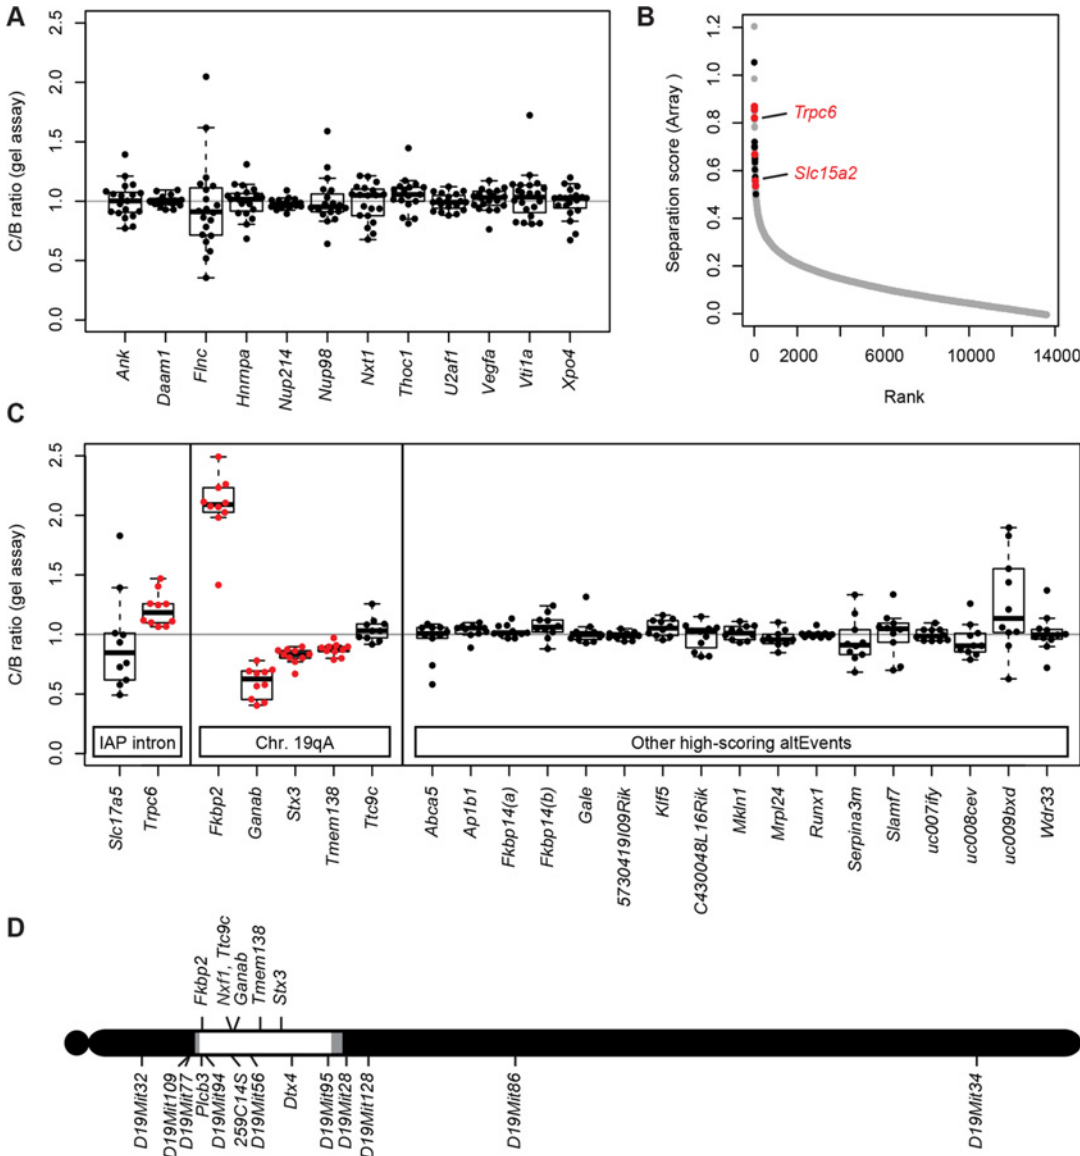 A
C/B ratio (gel assay)
2.5
2.0
1.5
1.0
0.5
0.0
Ank
Daam1
Flnc
Hnrnpa
Nup214
Nup98
Nxt1
Thoc1
U2af1
Vegfa
Vti1a
Xpo4
B
Separation score (Array )
1.2
1.0
0.8
0.6
0.4
0.2
0.0
Trpc6
Slc15a2
0 2000 6000 10000 14000
Rank
C
C/B ratio (gel assay)
2.5
2.0
1.5
1.0
0.5
0.0
IAP intron
Chr. 19qA
Other high-scoring altEvents
Slc17a5
Trpc6
Fkbp2
Ganab
Stx3
Tmem138
Ttc9c
Abca5
Ap1b1
Fkbp14(a)
Fkbp14(b)
Gale
5730419I09Rik
Klf5
C430048L16Rik
Mkln1
Mrpl24
Runx1
Serpina3m
Slamf7
uc007ify
uc008cev
uc009bxd
Wdr33
D
Fkbp2
Nxf1, Ttc9c
Ganab
Tmem138
Stx3
D19Mit32
D19Mit109
D19Mit77
Plcb3
D19Mit94
259C14S
D19Mit56
Dtx4
D19Mit95
D19Mit28
D19Mit128
D19Mit86
D19Mit34